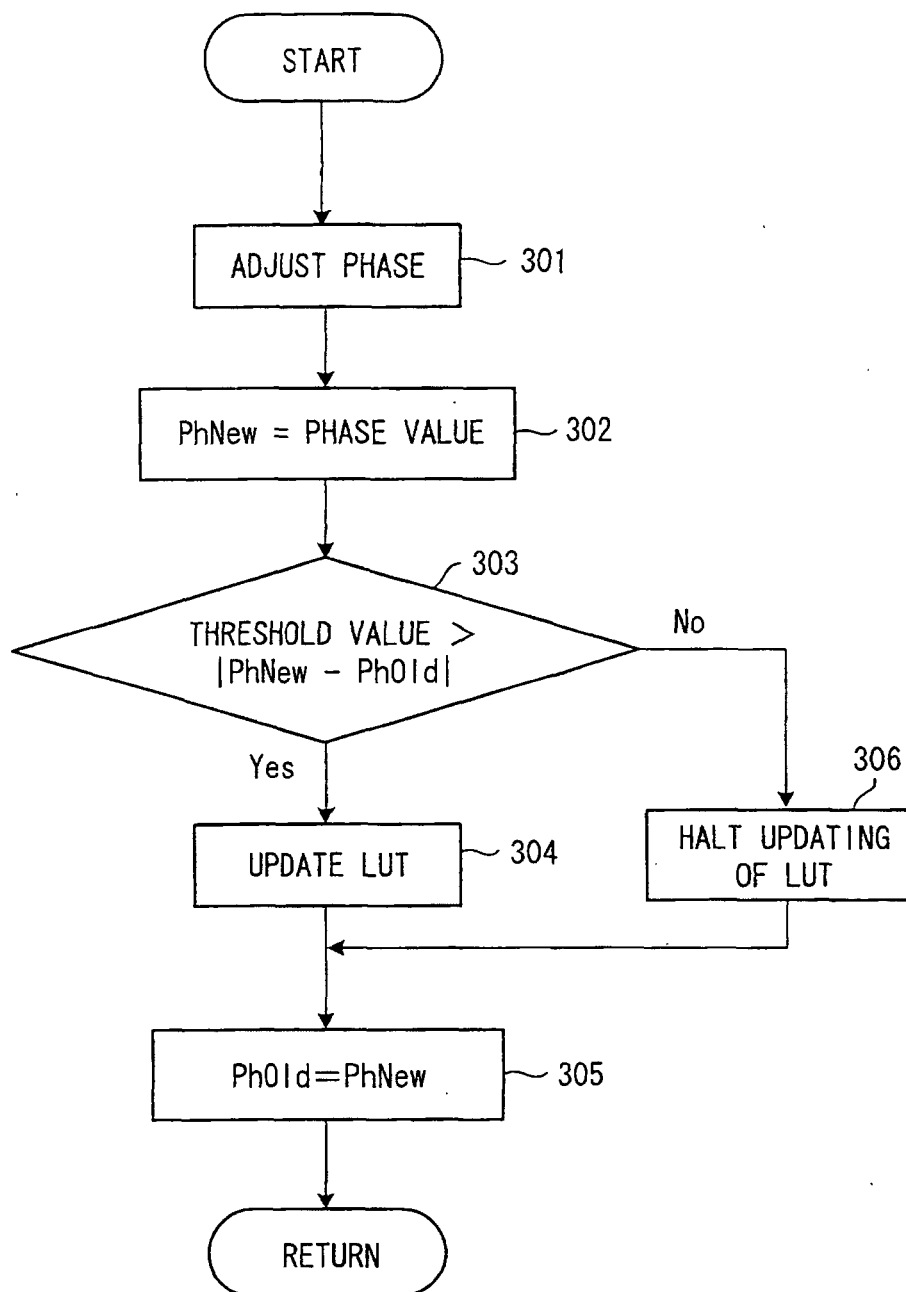 START
ADJUST PHASE
301
PhNew = PHASE VALUE
302
303
THRESHOLD VALUE >
|PhNew - PhOld|
No
Yes
306
UPDATE LUT
304
HALT UPDATING
OF LUT
PhOld=PhNew
305
RETURN